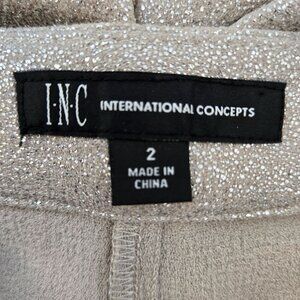 I·N·C INTERNATIONAL CONCEPTS
2
MADE IN
CHINA